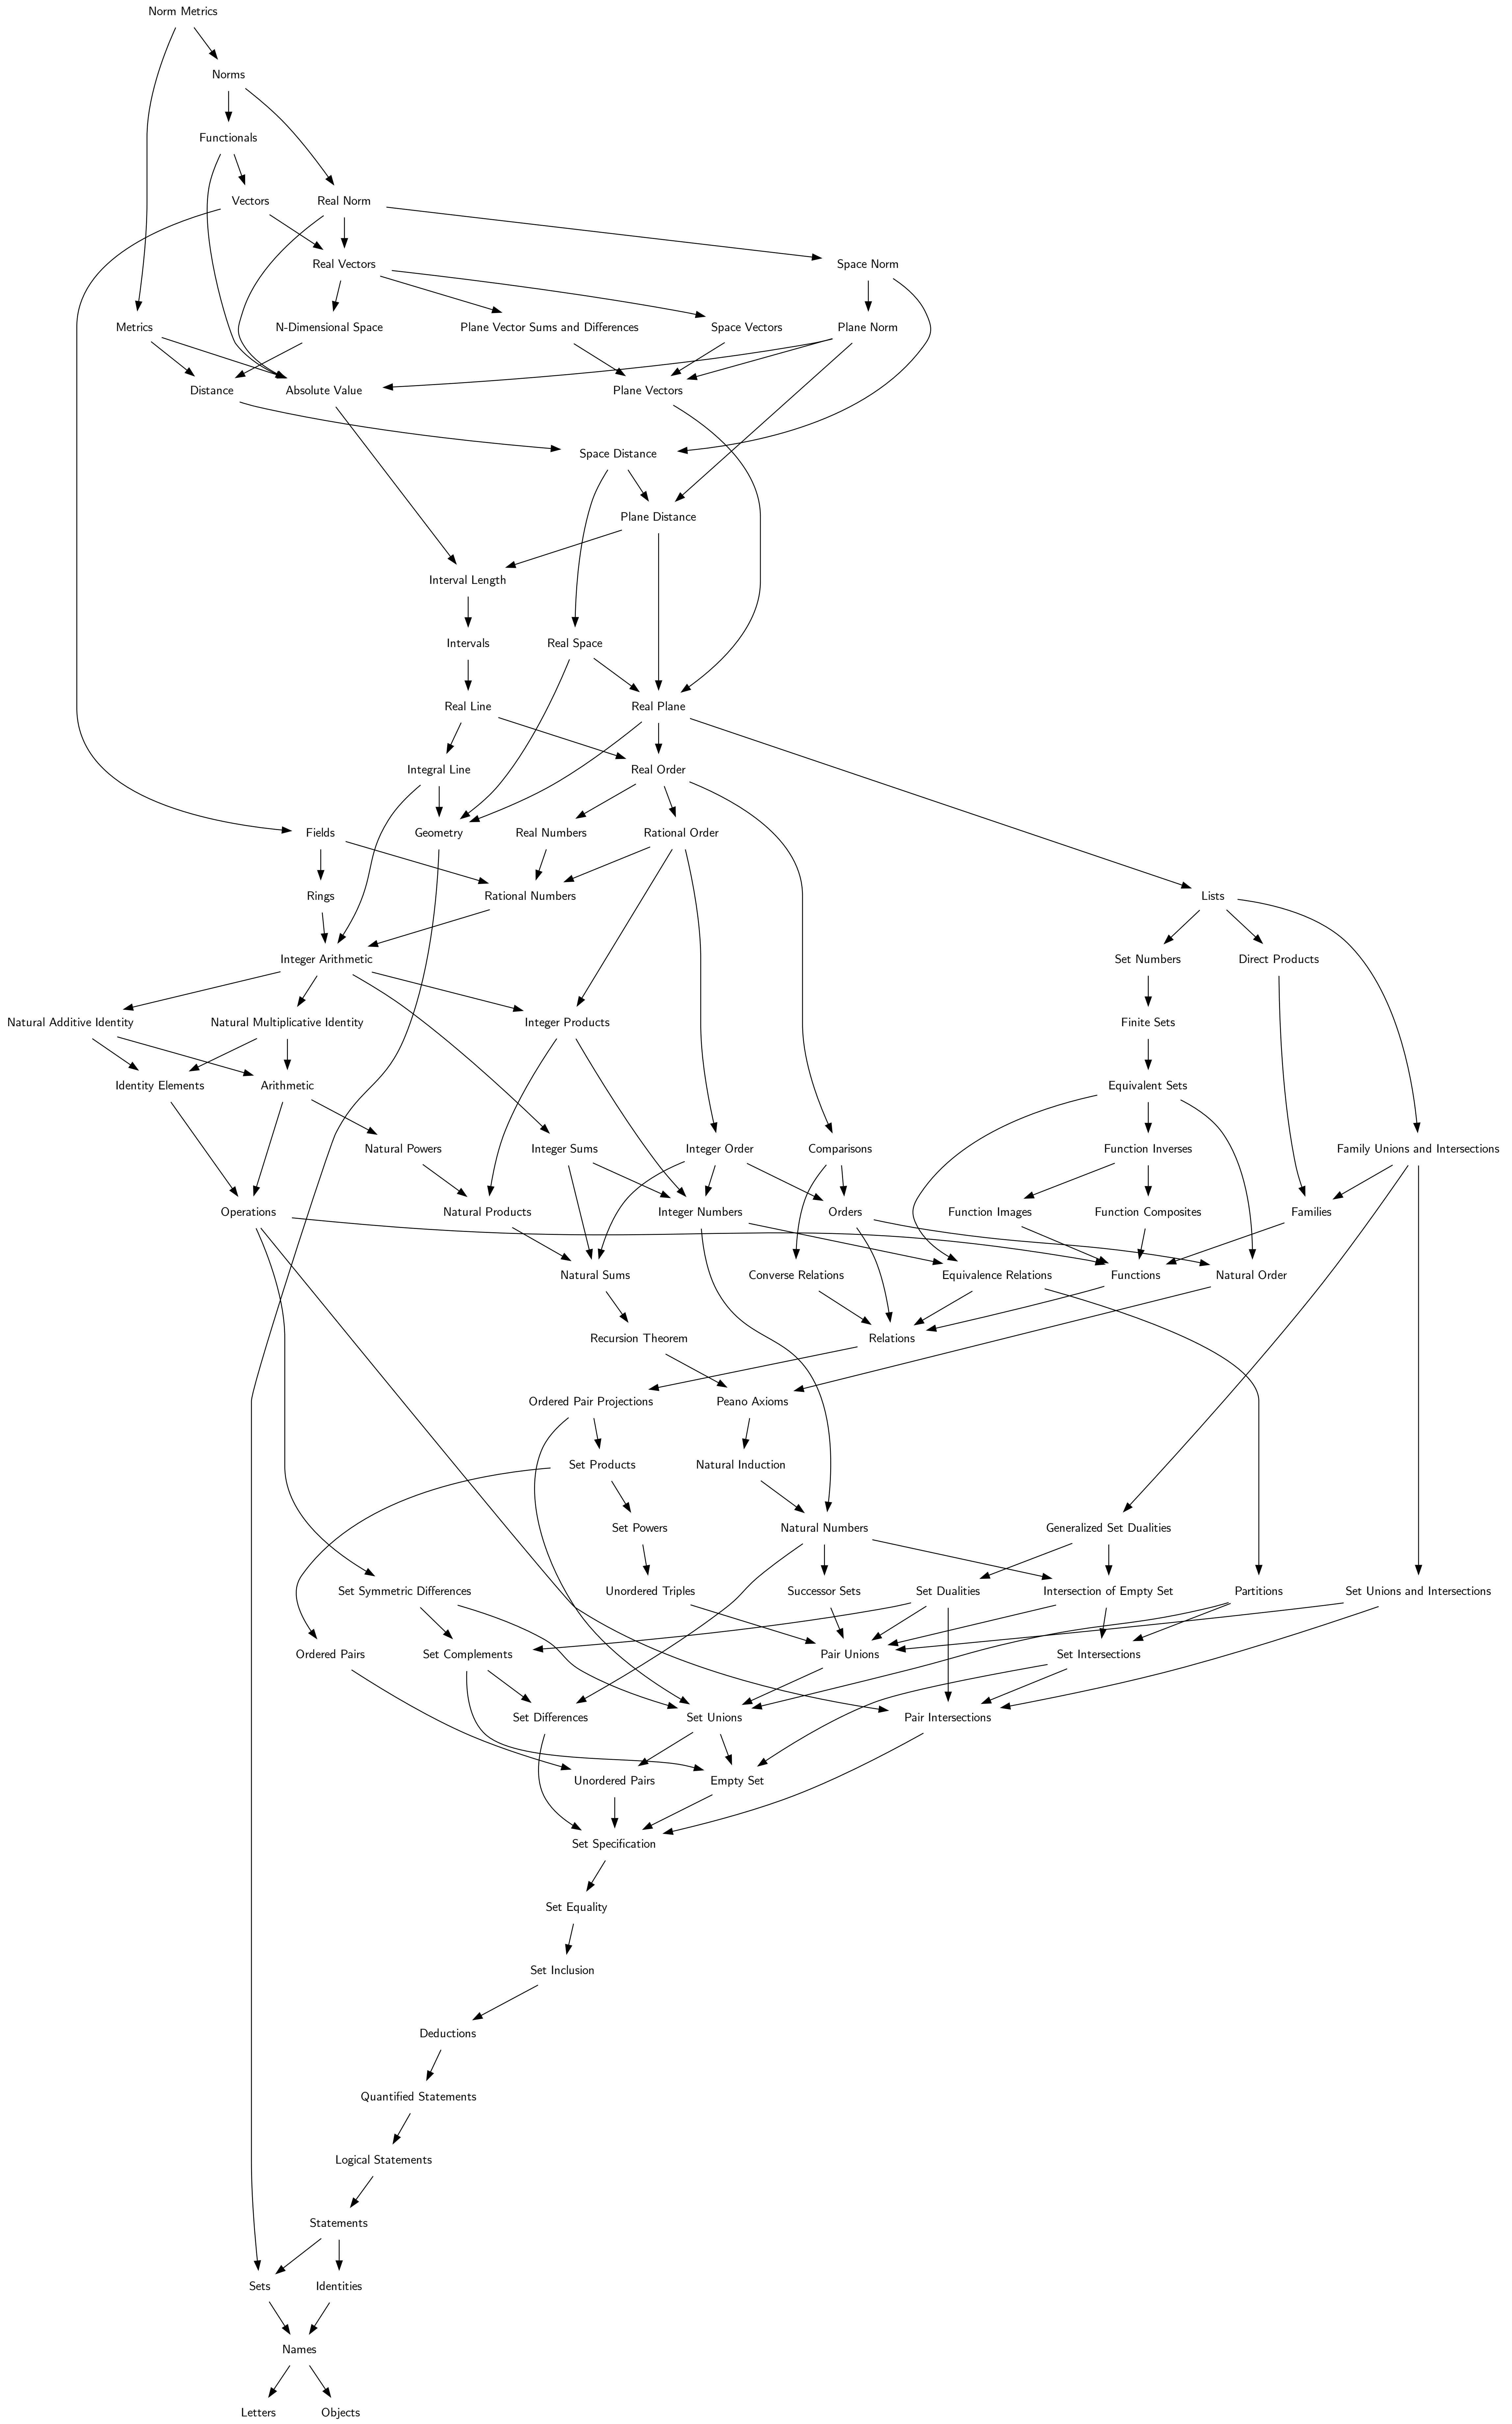 Norm Metrics
Norms
Functionals
Vectors
Real Norm
Real Vectors
Space Norm
Metrics
N-Dimensional Space
Plane Vector Sums and Differences
Space Vectors
Plane Norm
Distance
Absolute Value
Plane Vectors
Space Distance
Plane Distance
Interval Length
Intervals
Real Space
Real Line
Real Plane
Integral Line
Real Order
Fields
Geometry
Real Numbers
Rational Order
Rings
Rational Numbers
Lists
Integer Arithmetic
Set Numbers
Direct Products
Natural Additive Identity
Natural Multiplicative Identity
Integer Products
Finite Sets
Identity Elements
Arithmetic
Equivalent Sets
Natural Powers
Integer Sums
Integer Order
Comparisons
Function Inverses
Family Unions and Intersections
Operations
Natural Products
Integer Numbers
Orders
Function Images
Function Composites
Families
Natural Sums
Converse Relations
Equivalence Relations
Functions
Natural Order
Recursion Theorem
Relations
Ordered Pair Projections
Peano Axioms
Set Products
Natural Induction
Set Powers
Natural Numbers
Generalized Set Dualities
Set Symmetric Differences
Unordered Triples
Successor Sets
Set Dualities
Intersection of Empty Set
Partitions
Set Unions and Intersections
Ordered Pairs
Set Complements
Pair Unions
Set Intersections
Set Differences
Set Unions
Pair Intersections
Unordered Pairs
Empty Set
Set Specification
Set Equality
Set Inclusion
Deductions
Quantified Statements
Logical Statements
Statements
Sets
Identities
Names
Letters
Objects